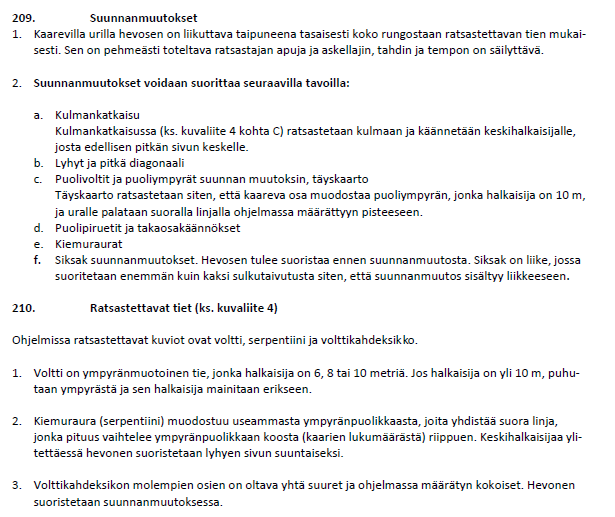 209. Suunnanmuutokset
1. Kaarevilla urilla hevosen on liikuttava taipuneena tasaisesti koko rungostaan ratsastettavan tien mukai-
sesti. Sen on pehmeästi toteltava ratsastajan apuja ja askellajin, tahdin ja tempon on säilyttävä.
2. Suunnanmuutokset voidaan suorittaa seuraavilla tavoilla:
a. Kulmankatkaisu
Kulmankatkaisussa (ks. kuvaliite 4 kohta C) ratsastetaan kulmaan ja käännetään keskihalkaisijalle,
josta edellisen pitkän sivun keskelle.
b. Lyhyt ja pitkä diagonaali
c. Puolivoltit ja puoliympyrät suunnan muutoksin, täyskaarto
Täyskaarto ratsastetaan siten, että kaareva osa muodostaa puoliympyrän, jonka halkaisija on 10 m,
ja uralle palataan suoralla linjalla ohjelmassa määrättyyn pisteeseen.
d. Puolipiruetit ja takaosakäännökset
e. Kiemuraurat
f. Siksak suunnanmuutokset. Hevosen tulee suoristaa ennen suunnanmuutosta. Siksak on liike, jossa
suoritetaan enemmän kuin kaksi sulkutaivutusta siten, että suunnanmuutos sisältyy liikkeeseen.
210. Ratsastettavat tiet (ks. kuvaliite 4)
Ohjelmissa ratsastettavat kuviot ovat voltti, serpentiini ja volttikahdeksikko.
1. Voltti on ympyränmuotoinen tie, jonka halkaisija on 6, 8 tai 10 metriä. Jos halkaisija on yli 10 m, puhu-
taan ympyrästä ja sen halkaisija mainitaan erikseen.
2. Kiemuraura (serpentiini) muodostuu useammasta ympyränpuolikkaasta, joita yhdistää suora linja,
jonka pituus vaihtelee ympyränpuolikkaan koosta (kaarien lukumäärästä) riippuen. Keskihalkaisijaa yli-
tettäessä hevonen suoristetaan lyhyen sivun suuntaiseksi.
3. Volttikahdeksikon molempien osien on oltava yhtä suuret ja ohjelmassa määrätyn kokoiset. Hevonen
suoristetaan suunnanmuutoksessa.